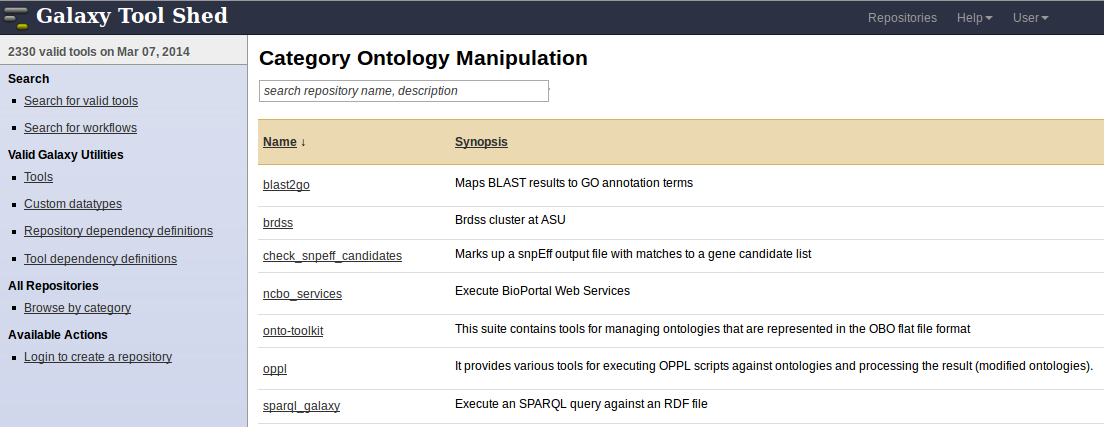 Galaxy Tool Shed
Repositories Help User
2330 valid tools on Mar 07, 2014
Search
Search for valid tools
Search for workflows
Valid Galaxy Utilities
Tools
Custom datatypes
Repository dependency definitions
Tool dependency definitions
All Repositories
Browse by category
Available Actions
Login to create a repository
Category Ontology Manipulation
search repository name, description
Name ↓ Synopsis
blast2go Maps BLAST results to GO annotation terms
brdss Brdss cluster at ASU
check_snpeff_candidates Marks up a snpEff output file with matches to a gene candidate list
ncbo_services Execute BioPortal Web Services
onto-toolkit This suite contains tools for managing ontologies that are represented in the OBO flat file format
oppl It provides various tools for executing OPPL scripts against ontologies and processing the result (modified ontologies).
sparql_galaxy Execute an SPARQL query against an RDF file